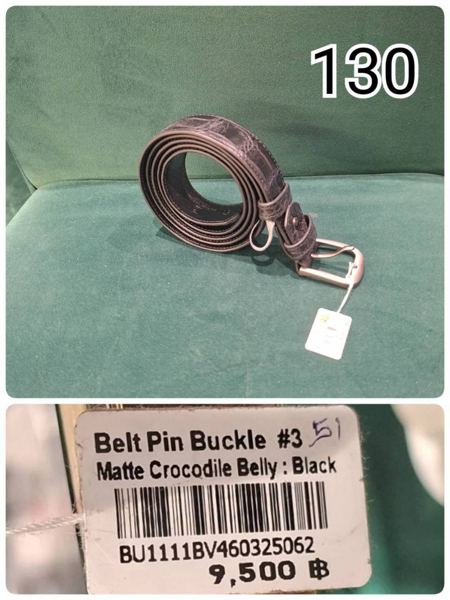 130
Belt Pin Buckle #3 51
Matte Crocodile Belly : Black
BU1111BV460325062
9,500 ฿